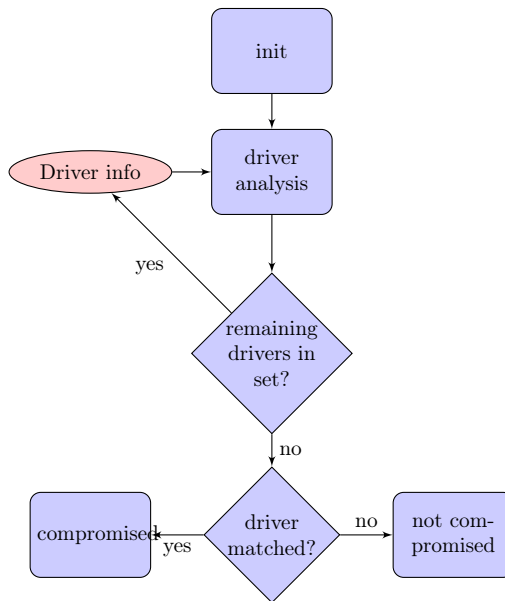 init
driver
analysis
Driver info
yes
remaining
drivers in
set?
no
compromised
yes
driver
matched?
no
not com-
promised